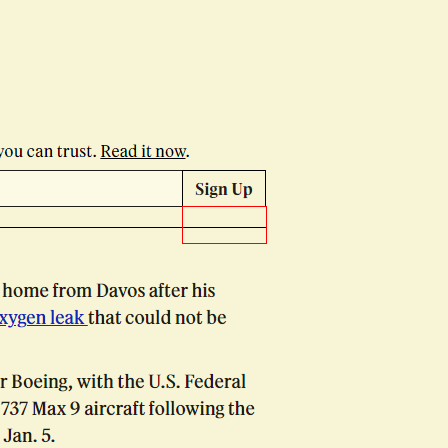 you can trust. Read it now.
Sign Up
home from Davos after his
xygen leak that could not be
r Boeing, with the U.S. Federal
737 Max 9 aircraft following the
Jan. 5.